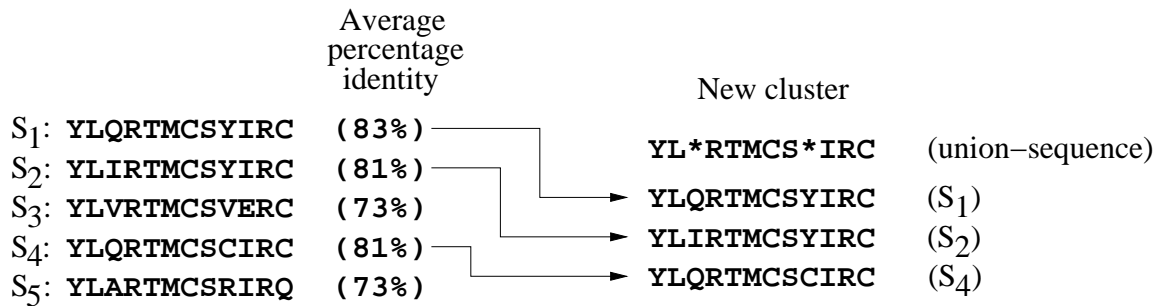 Average
percentage
identity
S1: YLQRTMCSYIRC (83%)
S2: YLIRTMCSYIRC (81%)
S3: YLVRTMCSVERC (73%)
S4: YLQRTMCSCIRC (81%)
S5: YLARTMCSRIRQ (73%)
New cluster
YL*RTMCS*IRC (union−sequence)
YLQRTMCSYIRC (S1)
YLIRTMCSYIRC (S2)
YLQRTMCSCIRC (S4)